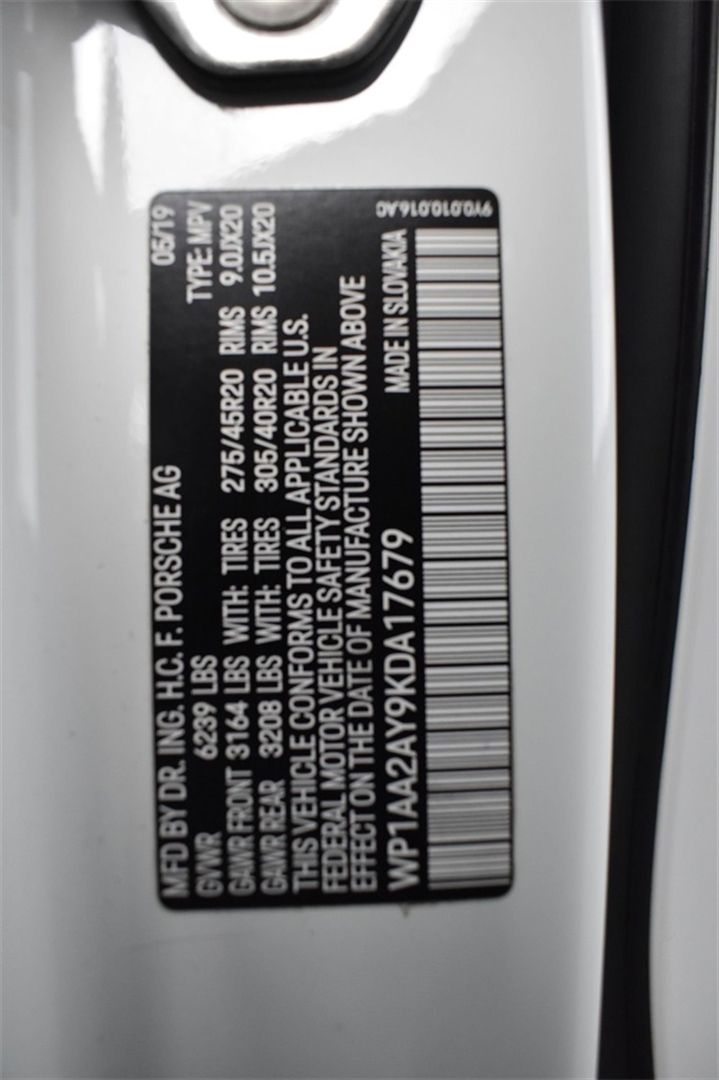 MFD BY DR. ING. H.C. F. PORSCHE AG 05/19
GVWR 6239 LBS TYPE: MPV
GAWR FRONT 3164 LBS WITH: TIRES 275/45R20 RIMS 9.0JX20
GAWR REAR 3208 LBS WITH: TIRES 305/40R20 RIMS 10.5JX20
THIS VEHICLE CONFORMS TO ALL APPLICABLE U.S.
FEDERAL MOTOR VEHICLE SAFETY STANDARDS IN
EFFECT ON THE DATE OF MANUFACTURE SHOWN ABOVE
WP1AA2AY9KDA17679 MADE IN SLOVAKIA
9Y0.010.016.AC